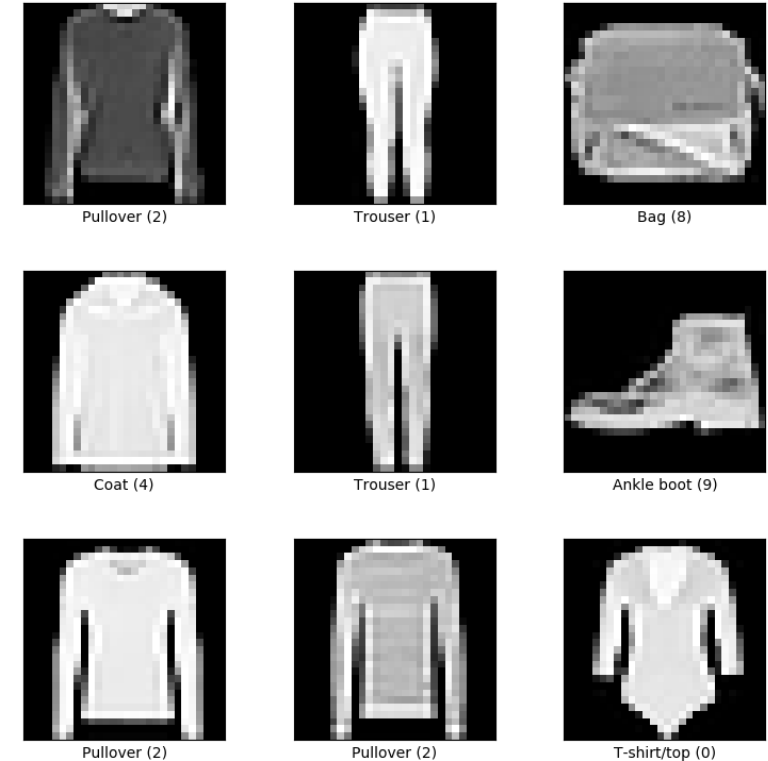 Pullover (2)
Trouser (1)
Bag (8)
Coat (4)
Trouser (1)
Ankle boot (9)
Pullover (2)
Pullover (2)
T-shirt/top (0)